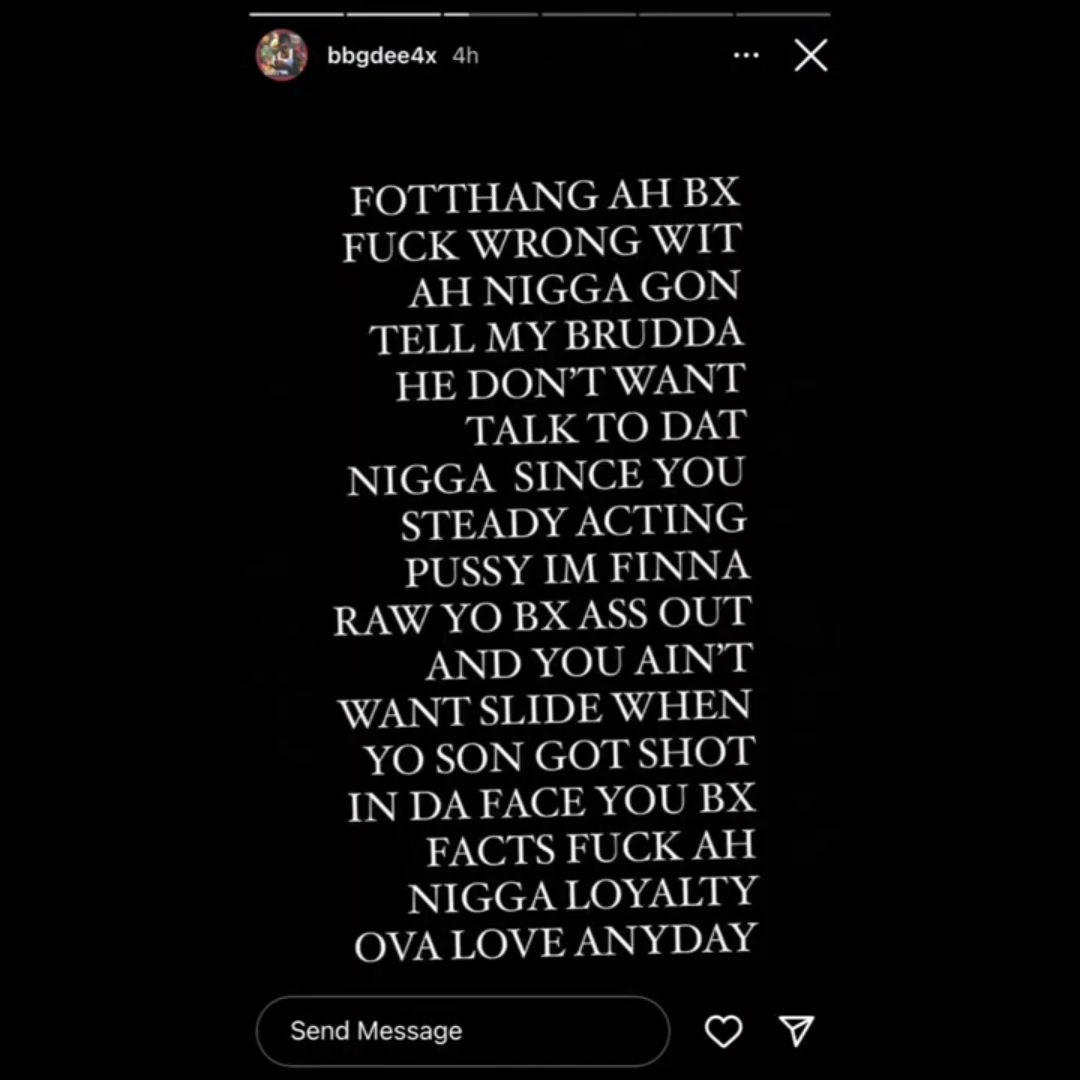 bbgdee4x 4h
FOTTHANG AH BX
FUCK WRONG WIT
AH NIGGA GON
TELL MY BRUDDA
HE DON'T WANT
TALK TO DAT
NIGGA SINCE YOU
STEADY ACTING
PUSSY IM FINNA
RAW YO BX ASS OUT
AND YOU AIN'T
WANT SLIDE WHEN
YO SON GOT SHOT
IN DA FACE YOU BX
FACTS FUCK AH
NIGGA LOYALTY
OVA LOVE ANYDAY
Send Message